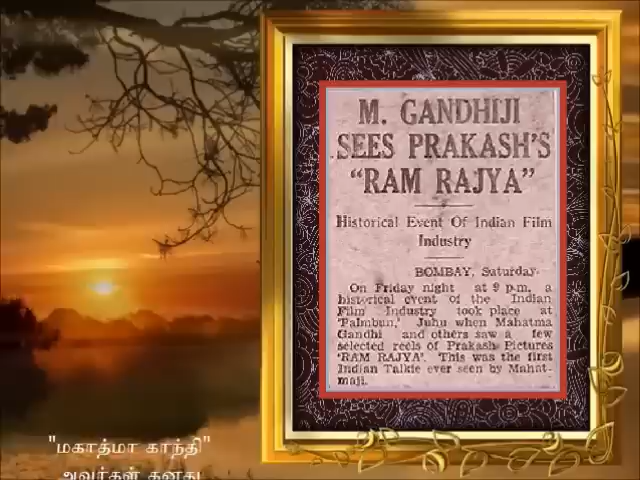 M. GANDHIJI
SEES PRAKASH'S
"RAM RAJYA"
Historical Event Of Indian Film
Industry
BOMBAY, Saturday
On Friday night at 9 p.m. a
historical event of the Indian
Film Industry took place at
'Palmbun,' Juhu when Mahatma
Gandhi and others saw a few
selected reels of Prakash Pictures
'RAM RAJYA'. This was the first
Indian Talkie ever seen by Mahat-
maji.
"மகாத்மா காந்தி"
அவர்கள் தனது